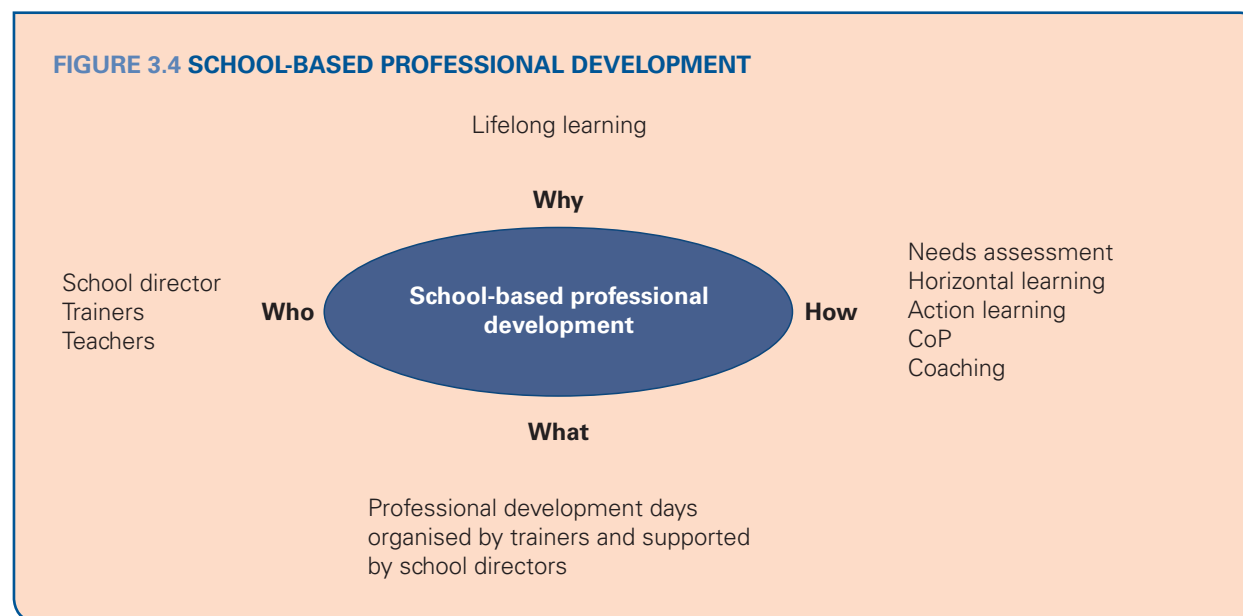 FIGURE 3.4 SCHOOL-BASED PROFESSIONAL DEVELOPMENT
Lifelong learning
Why
School director
Trainers
Teachers
Who
School-based professional
development
How
Needs assessment
Horizontal learning
Action learning
CoP
Coaching
What
Professional development days
organised by trainers and supported
by school directors